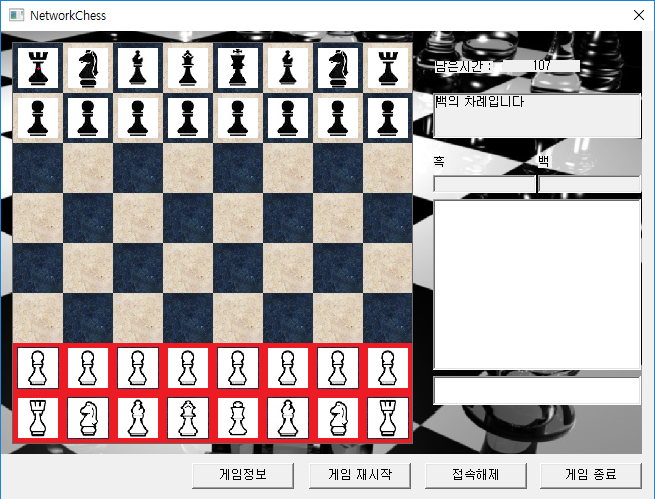 NetworkChess
남은시간 : 107
백의 차례입니다
흑 백
게임정보 게임 재시작 접속해제 게임 종료